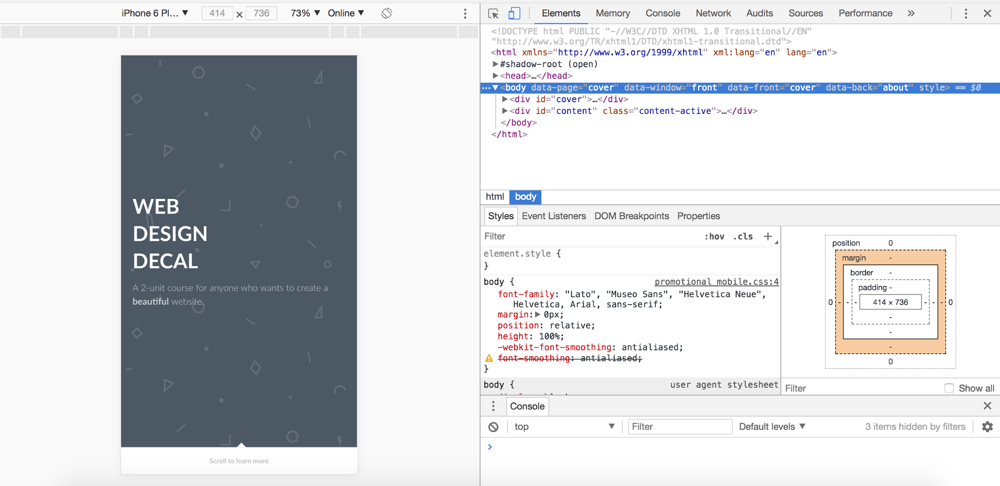 iPhone 6 Pl... ▼ 414 × 736 73% ▼ Online ▼
WEB
DESIGN
DECAL
A 2-unit course for anyone who wants to create a
beautiful website.
Scroll to learn more
Elements Memory Console Network Audits Sources Performance »
<!DOCTYPE html PUBLIC "-//W3C//DTD XHTML 1.0 Transitional//EN"
"http://www.w3.org/TR/xhtml1/DTD/xhtml1-transitional.dtd">
<html xmlns="http://www.w3.org/1999/xhtml" xml:lang="en" lang="en">
▶#shadow-root (open)
▶<head>…</head>
…▼<body data-page="cover" data-window="front" data-front="cover" data-back="about" style> == $0
▶<div id="cover">…</div>
▶<div id="content" class="content-active">…</div>
</body>
</html>
html body
Styles Event Listeners DOM Breakpoints Properties
Filter :hov .cls +
element.style {
}
body { promotional_mobile.css:4
font-family: "Lato", "Museo Sans", "Helvetica Neue",
Helvetica, Arial, sans-serif;
margin:▶0px;
position: relative;
height: 100%;
-webkit-font-smoothing: antialiased;
font-smoothing: antialiased;
}
body { user agent stylesheet
position 0
margin -
border -
padding -
0 - - - 414 × 736 - - - 0
-
-
-
0
Filter Show all
Console
top ▼ Filter Default levels ▼ 3 items hidden by filters
>